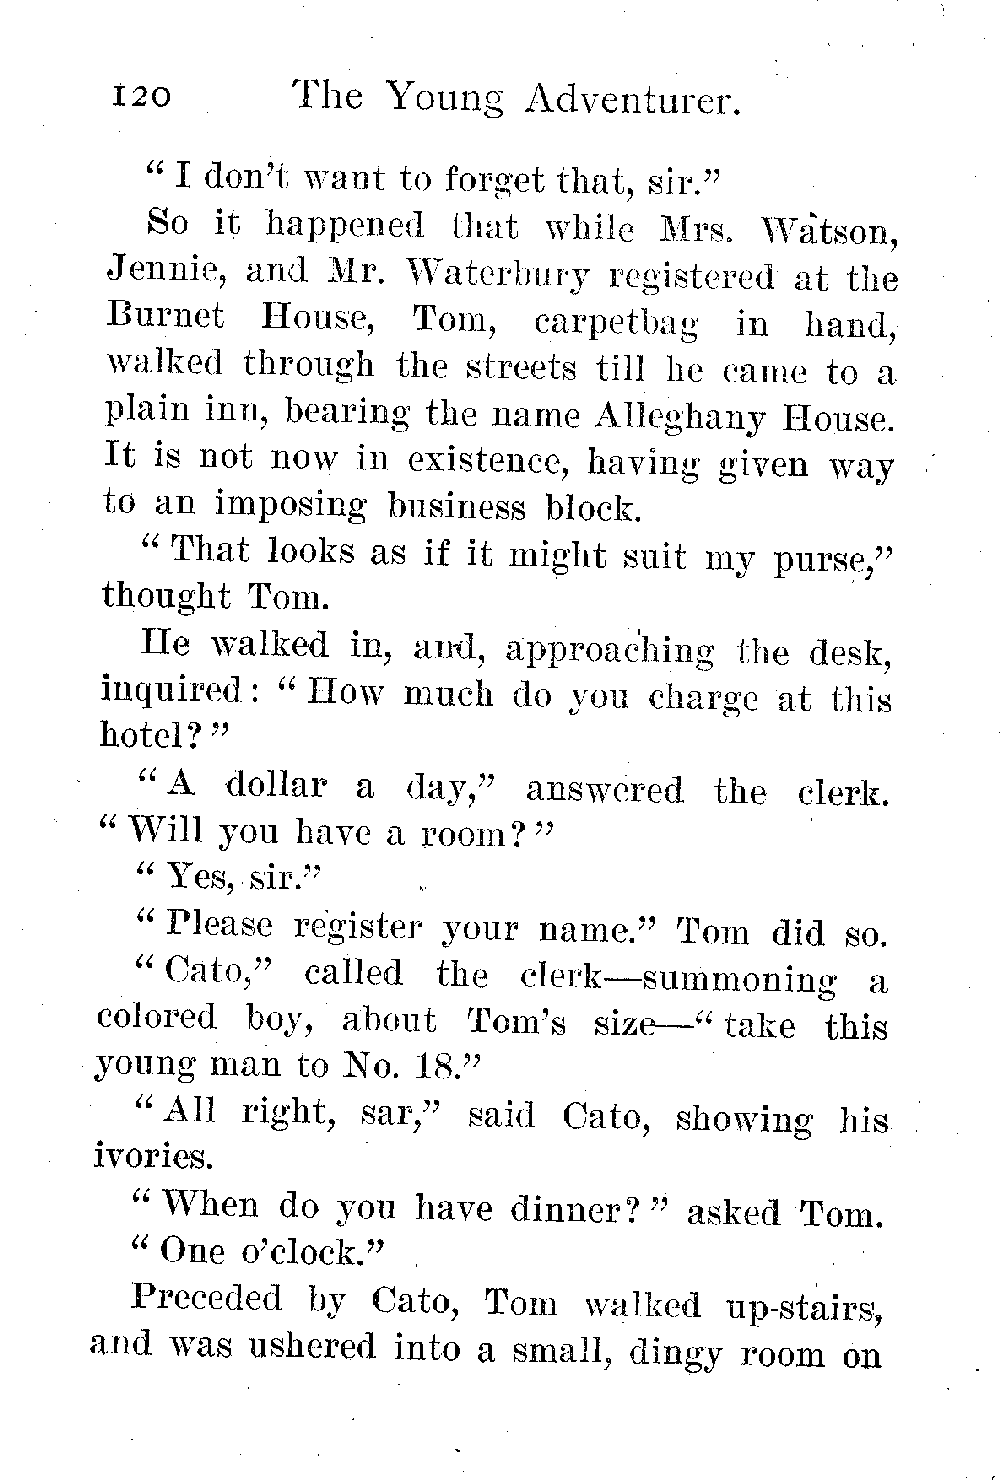 120 The Young Adventurer.
“ I don’t want to forget that, sir.”
So it happened that while Mrs. Watson,
Jennie, and Mr. Waterbury registered at the
Burnet House, Tom, carpetbag in hand,
walked through the streets till he came to a
plain inn, bearing the name Alleghany House.
It is not now in existence, having given way
to an imposing business block.
“ That looks as if it might suit my purse,”
thought Tom.
He walked in, and, approaching the desk,
inquired : “ How much do you charge at this
hotel? ”
“ A dollar a day,” answered the clerk.
“ Will you have a room? ”
“ Yes, sir.”
“ Please register your name.” Tom did so.
“ Cato,” called the clerk—summoning a
colored boy, about Tom’s size—“ take this
young man to No. 18.”
“ All right, sar,” said Cato, showing his
ivories.
“ When do you have dinner? ” asked Tom.
“ One o’clock.”
Preceded by Cato, Tom walked up-stairs,
and was ushered into a small, dingy room on